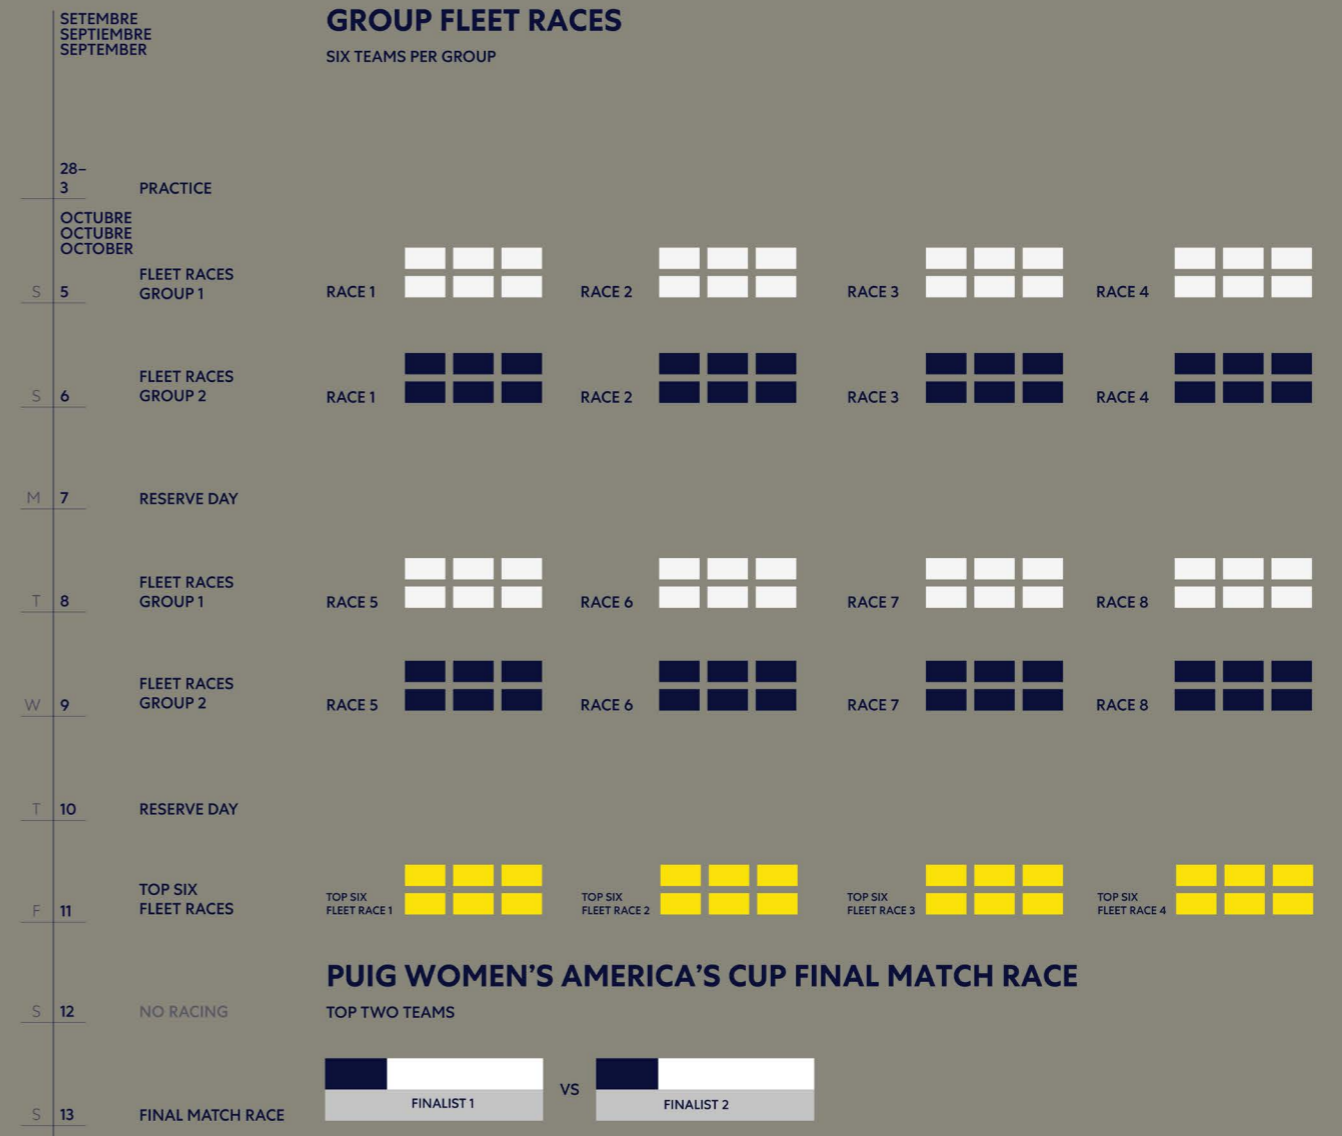 SETEMBRE
SEPTIEMBRE
SEPTEMBER
GROUP FLEET RACES
SIX TEAMS PER GROUP
28–
3 PRACTICE
OCTUBRE
OCTUBRE
OCTOBER
FLEET RACES
S 5 GROUP 1 RACE 1 RACE 2 RACE 3 RACE 4
FLEET RACES
S 6 GROUP 2 RACE 1 RACE 2 RACE 3 RACE 4
M 7 RESERVE DAY
FLEET RACES
T 8 GROUP 1 RACE 5 RACE 6 RACE 7 RACE 8
FLEET RACES
W 9 GROUP 2 RACE 5 RACE 6 RACE 7 RACE 8
T 10 RESERVE DAY
TOP SIX TOP SIX TOP SIX TOP SIX TOP SIX
F 11 FLEET RACES FLEET RACE 1 FLEET RACE 2 FLEET RACE 3 FLEET RACE 4
PUIG WOMEN’S AMERICA’S CUP FINAL MATCH RACE
S 12 NO RACING TOP TWO TEAMS
VS
FINALIST 1 FINALIST 2
S 13 FINAL MATCH RACE